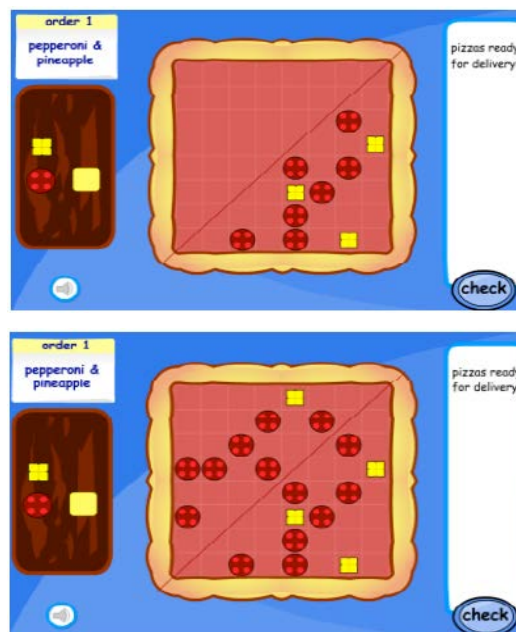 order 1
pepperoni &
pineapple
pizzas ready
for delivery
check
order 1
pepperoni &
pineapple
pizzas ready
for delivery
check